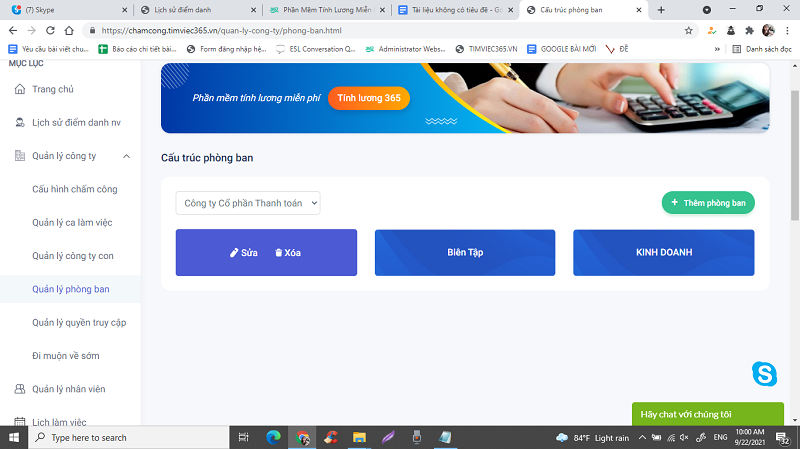 (7) Skype
Lịch sử điểm danh
Phần Mềm Tính Lương Miễn
Tài liệu không có tiêu đề - Go
Cấu trúc phòng ban
https://chamcong.timviec365.vn/quan-ly-cong-ty/phong-ban.html
Yêu cầu bài viết chu...
Báo cáo chi tiết bài...
Form đăng nhập hệ...
ESL Conversation Q...
Administrator Webs...
TIMVIEC365.VN
GOOGLE BÀI MỚI
ĐỀ
»
Danh sách đọc
MỤC LỤC
Trang chủ
Lịch sử điểm danh nv
Quản lý công ty
Cấu hình chấm công
Quản lý ca làm việc
Quản lý công ty con
Quản lý phòng ban
Quản lý quyền truy cập
Đi muộn về sớm
Quản lý nhân viên
Lịch làm việc
Phần mềm tính lương miễn phí
Tính lương 365
Cấu trúc phòng ban
Công ty Cổ phần Thanh toán
+ Thêm phòng ban
Sửa
Xóa
Biên Tập
KINH DOANH
Hãy chat với chúng tôi
Type here to search
84°F Light rain
ENG
10:00 AM
9/22/2021
32